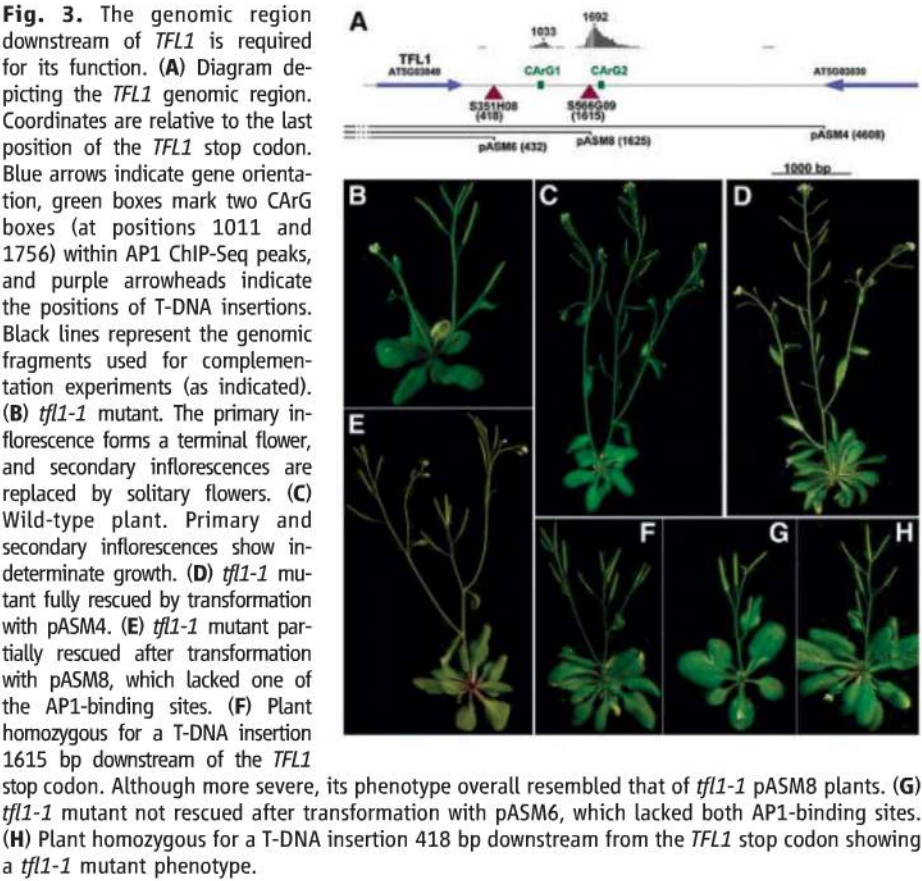 Fig. 3. The genomic region
downstream of TFL1 is required
for its function. (A) Diagram de-
picting the TFL1 genomic region.
Coordinates are relative to the last
position of the TFL1 stop codon.
Blue arrows indicate gene orienta-
tion, green boxes mark two CArG
boxes (at positions 1011 and
1756) within AP1 ChIP-Seq peaks,
and purple arrowheads indicate
the positions of T-DNA insertions.
Black lines represent the genomic
fragments used for complemen-
tation experiments (as indicated).
(B) tfl1-1 mutant. The primary in-
florescence forms a terminal flower,
and secondary inflorescences are
replaced by solitary flowers. (C)
Wild-type plant. Primary and
secondary inflorescences show in-
determinate growth. (D) tfl1-1 mu-
tant fully rescued by transformation
with pASM4. (E) tfl1-1 mutant par-
tially rescued after transformation
with pASM8, which lacked one of
the AP1-binding sites. (F) Plant
homozygous for a T-DNA insertion
1615 bp downstream of the TFL1
stop codon. Although more severe, its phenotype overall resembled that of tfl1-1 pASM8 plants. (G)
tfl1-1 mutant not rescued after transformation with pASM6, which lacked both AP1-binding sites.
(H) Plant homozygous for a T-DNA insertion 418 bp downstream from the TFL1 stop codon showing
a tfl1-1 mutant phenotype.
A
1033
1692
TFL1
AT5G03840
CArG1
CArG2
AT5G03830
S351H08
(418)
S566G09
(1615)
pASM6 (432)
pASM8 (1625)
pASM4 (4608)
1000 bp
B
C
D
E
F
G
H